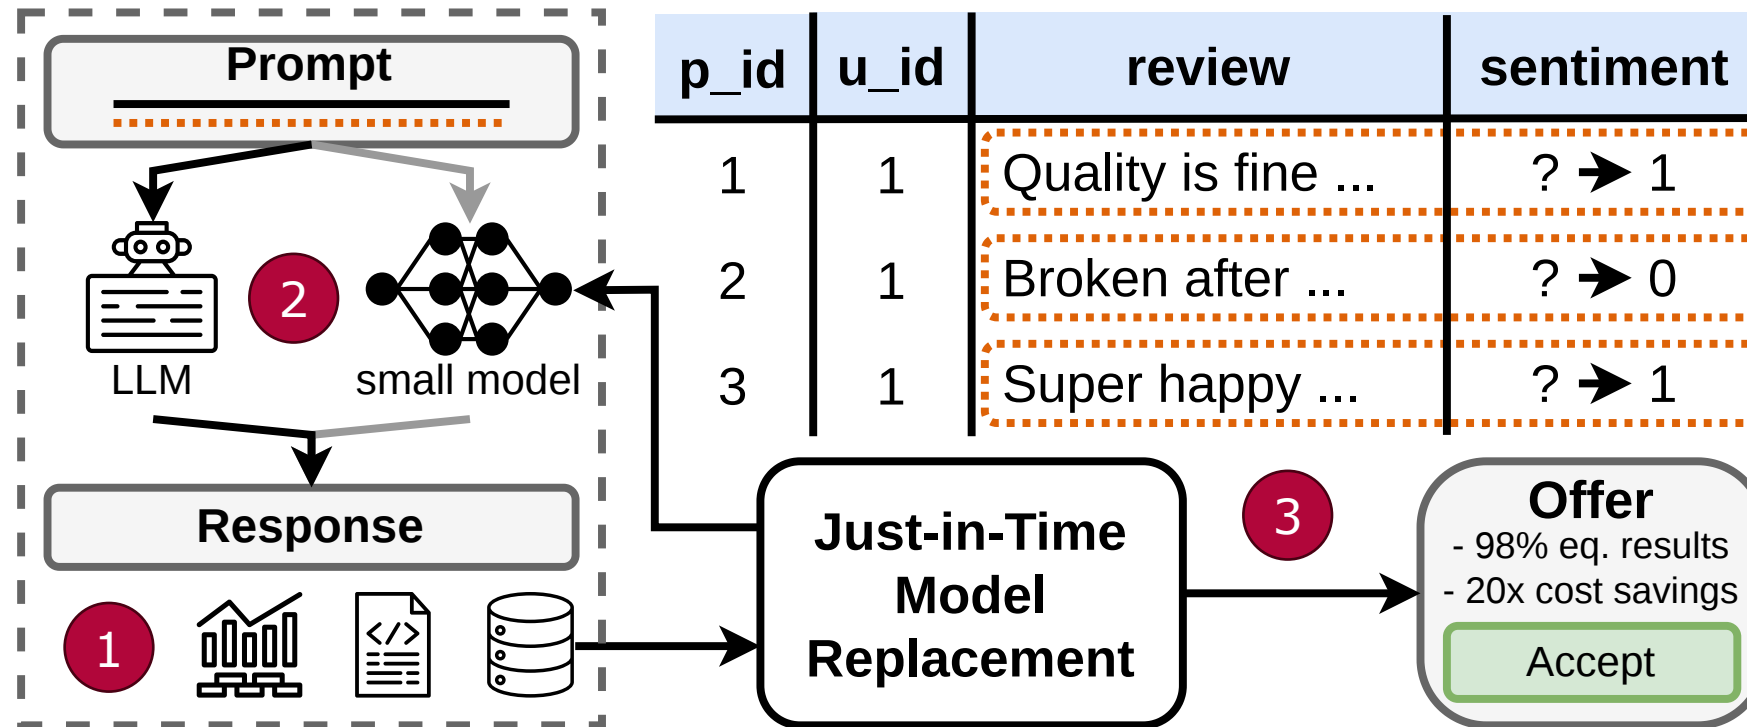 Prompt
2
LLM
small model
Response
1
</>
p_id u_id review sentiment
1 1 Quality is fine ... ? → 1
2 1 Broken after ... ? → 0
3 1 Super happy ... ? → 1
Just-in-Time
Model
Replacement
3
Offer
- 98% eq. results
- 20x cost savings
Accept